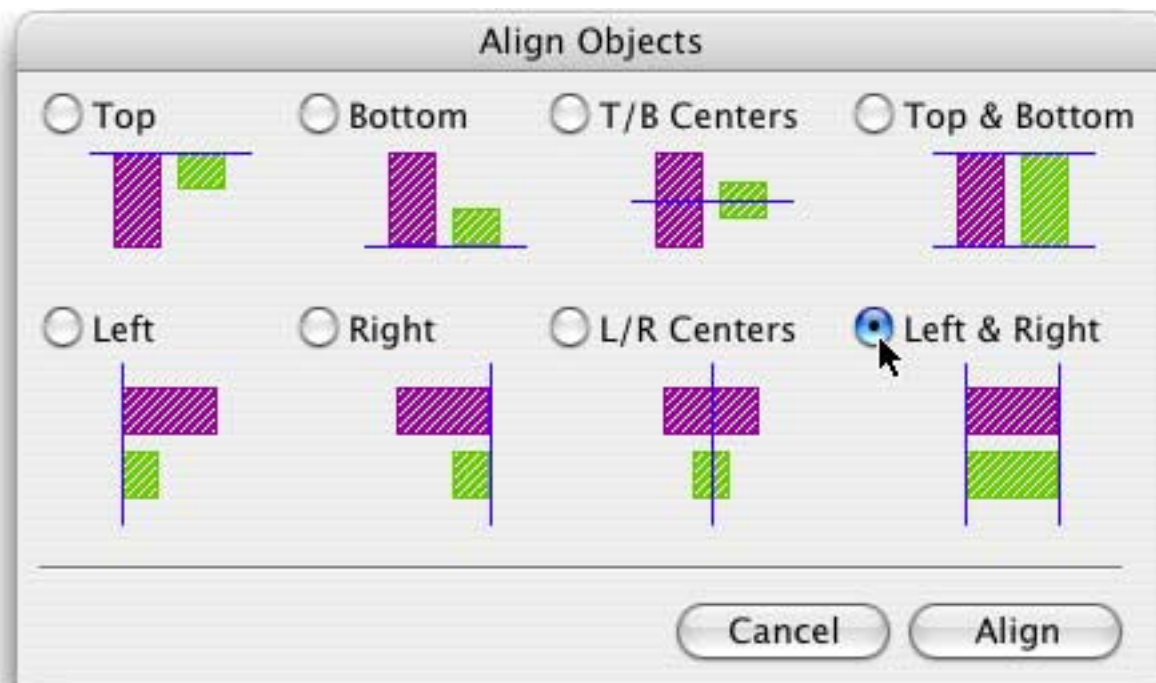 Align Objects
Top Bottom T/B Centers Top & Bottom
Left Right L/R Centers Left & Right
Cancel Align